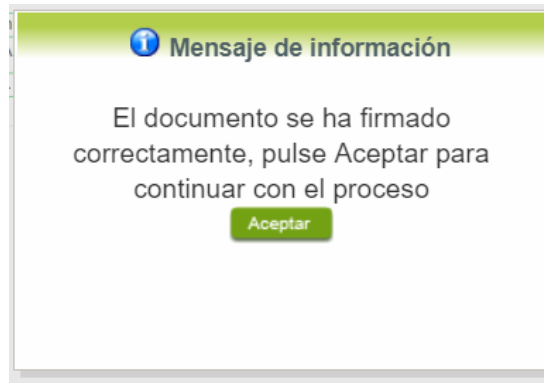 Mensaje de información
El documento se ha firmado
correctamente, pulse Aceptar para
continuar con el proceso
Aceptar